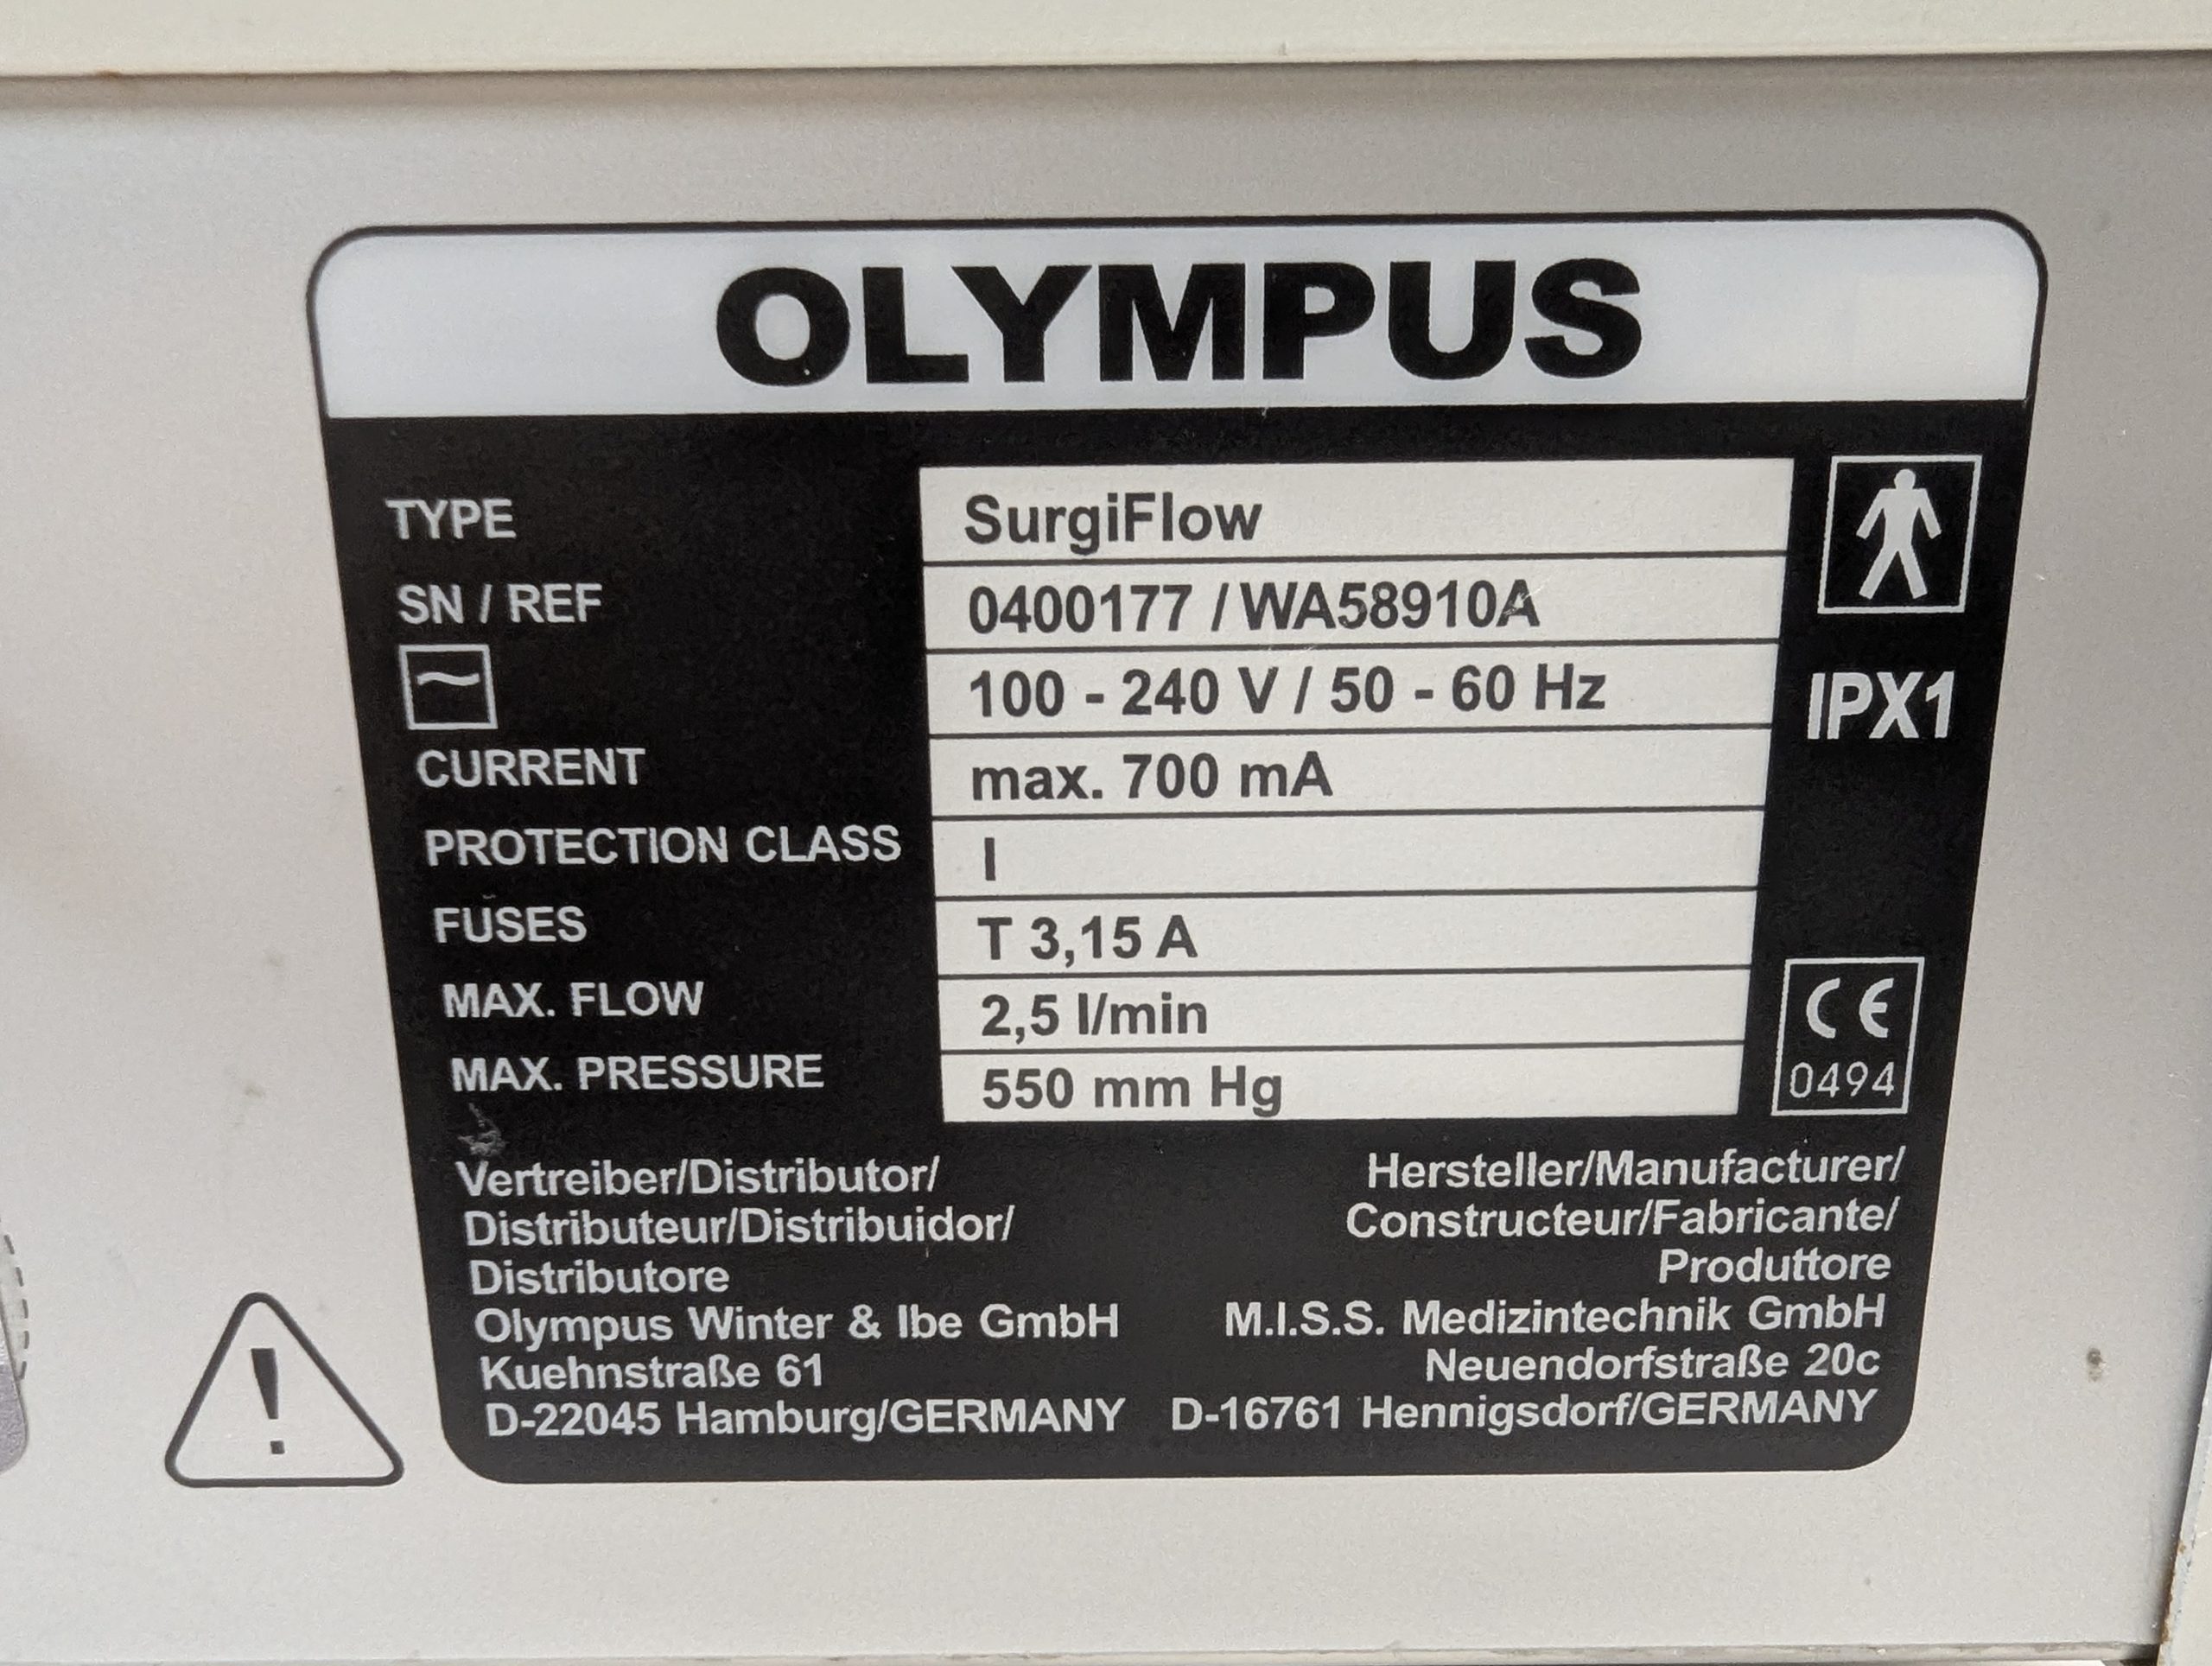 OLYMPUS
TYPE SurgiFlow
SN / REF 0400177 / WA58910A
100 - 240 V / 50 - 60 Hz
IPX1
CURRENT max. 700 mA
PROTECTION CLASS I
FUSES T 3,15 A
MAX. FLOW 2,5 l/min
MAX. PRESSURE 550 mm Hg
CE
0494
Vertreiber/Distributor/
Distributeur/Distribuidor/
Distributore
Olympus Winter & Ibe GmbH
Kuehnstraße 61
D-22045 Hamburg/GERMANY
Hersteller/Manufacturer/
Constructeur/Fabricante/
Produttore
M.I.S.S. Medizintechnik GmbH
Neuendorfstraße 20c
D-16761 Hennigsdorf/GERMANY
!